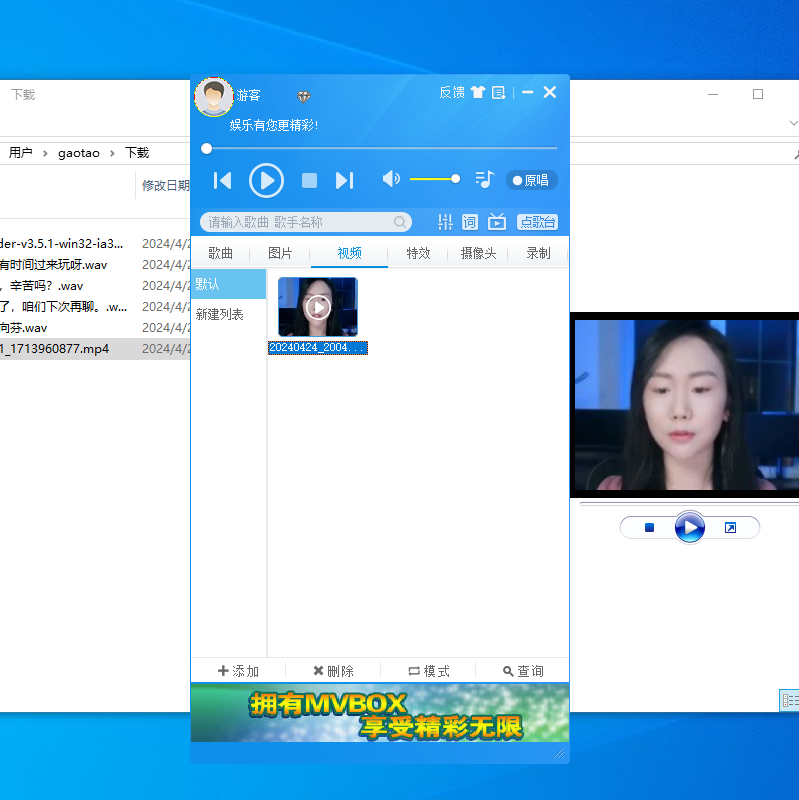 下载
用户 › gaotao › 下载
修改日期
der-v3.5.1-win32-ia3... 2024/4/2
有时间过来玩呀.wav 2024/4/2
，辛苦吗？.wav 2024/4/2
了，咱们下次再聊。.w... 2024/4/2
向芬.wav 2024/4/2
1_1713960877.mp4 2024/4/2
游客
反馈
娱乐有您更精彩!
原唱
请输入歌曲 歌手名称
词
点歌台
歌曲 图片 视频 特效 摄像头 录制
默认
新建列表
20240424_2004...
添加 删除 模式 查询
拥有MVBOX
享受精彩无限